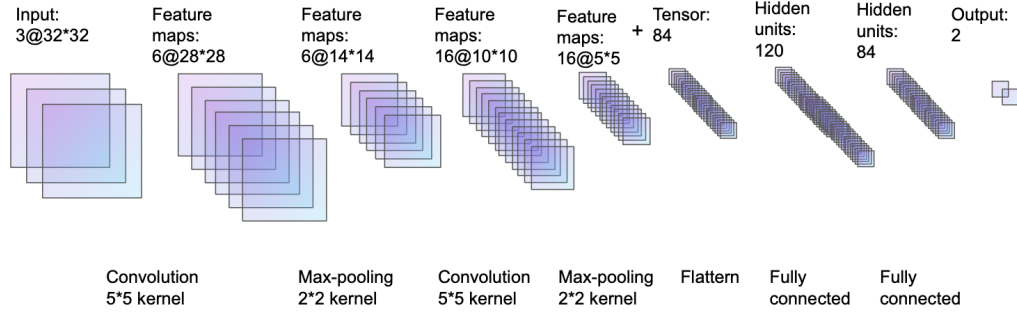 Input:
3@32*32
Feature
maps:
6@28*28
Feature
maps:
6@14*14
Feature
maps:
16@10*10
Feature
maps:
16@5*5
+
Tensor:
84
Hidden
units:
120
Hidden
units:
84
Output:
2
Convolution
5*5 kernel
Max-pooling
2*2 kernel
Convolution
5*5 kernel
Max-pooling
2*2 kernel
Flattern
Fully
connected
Fully
connected